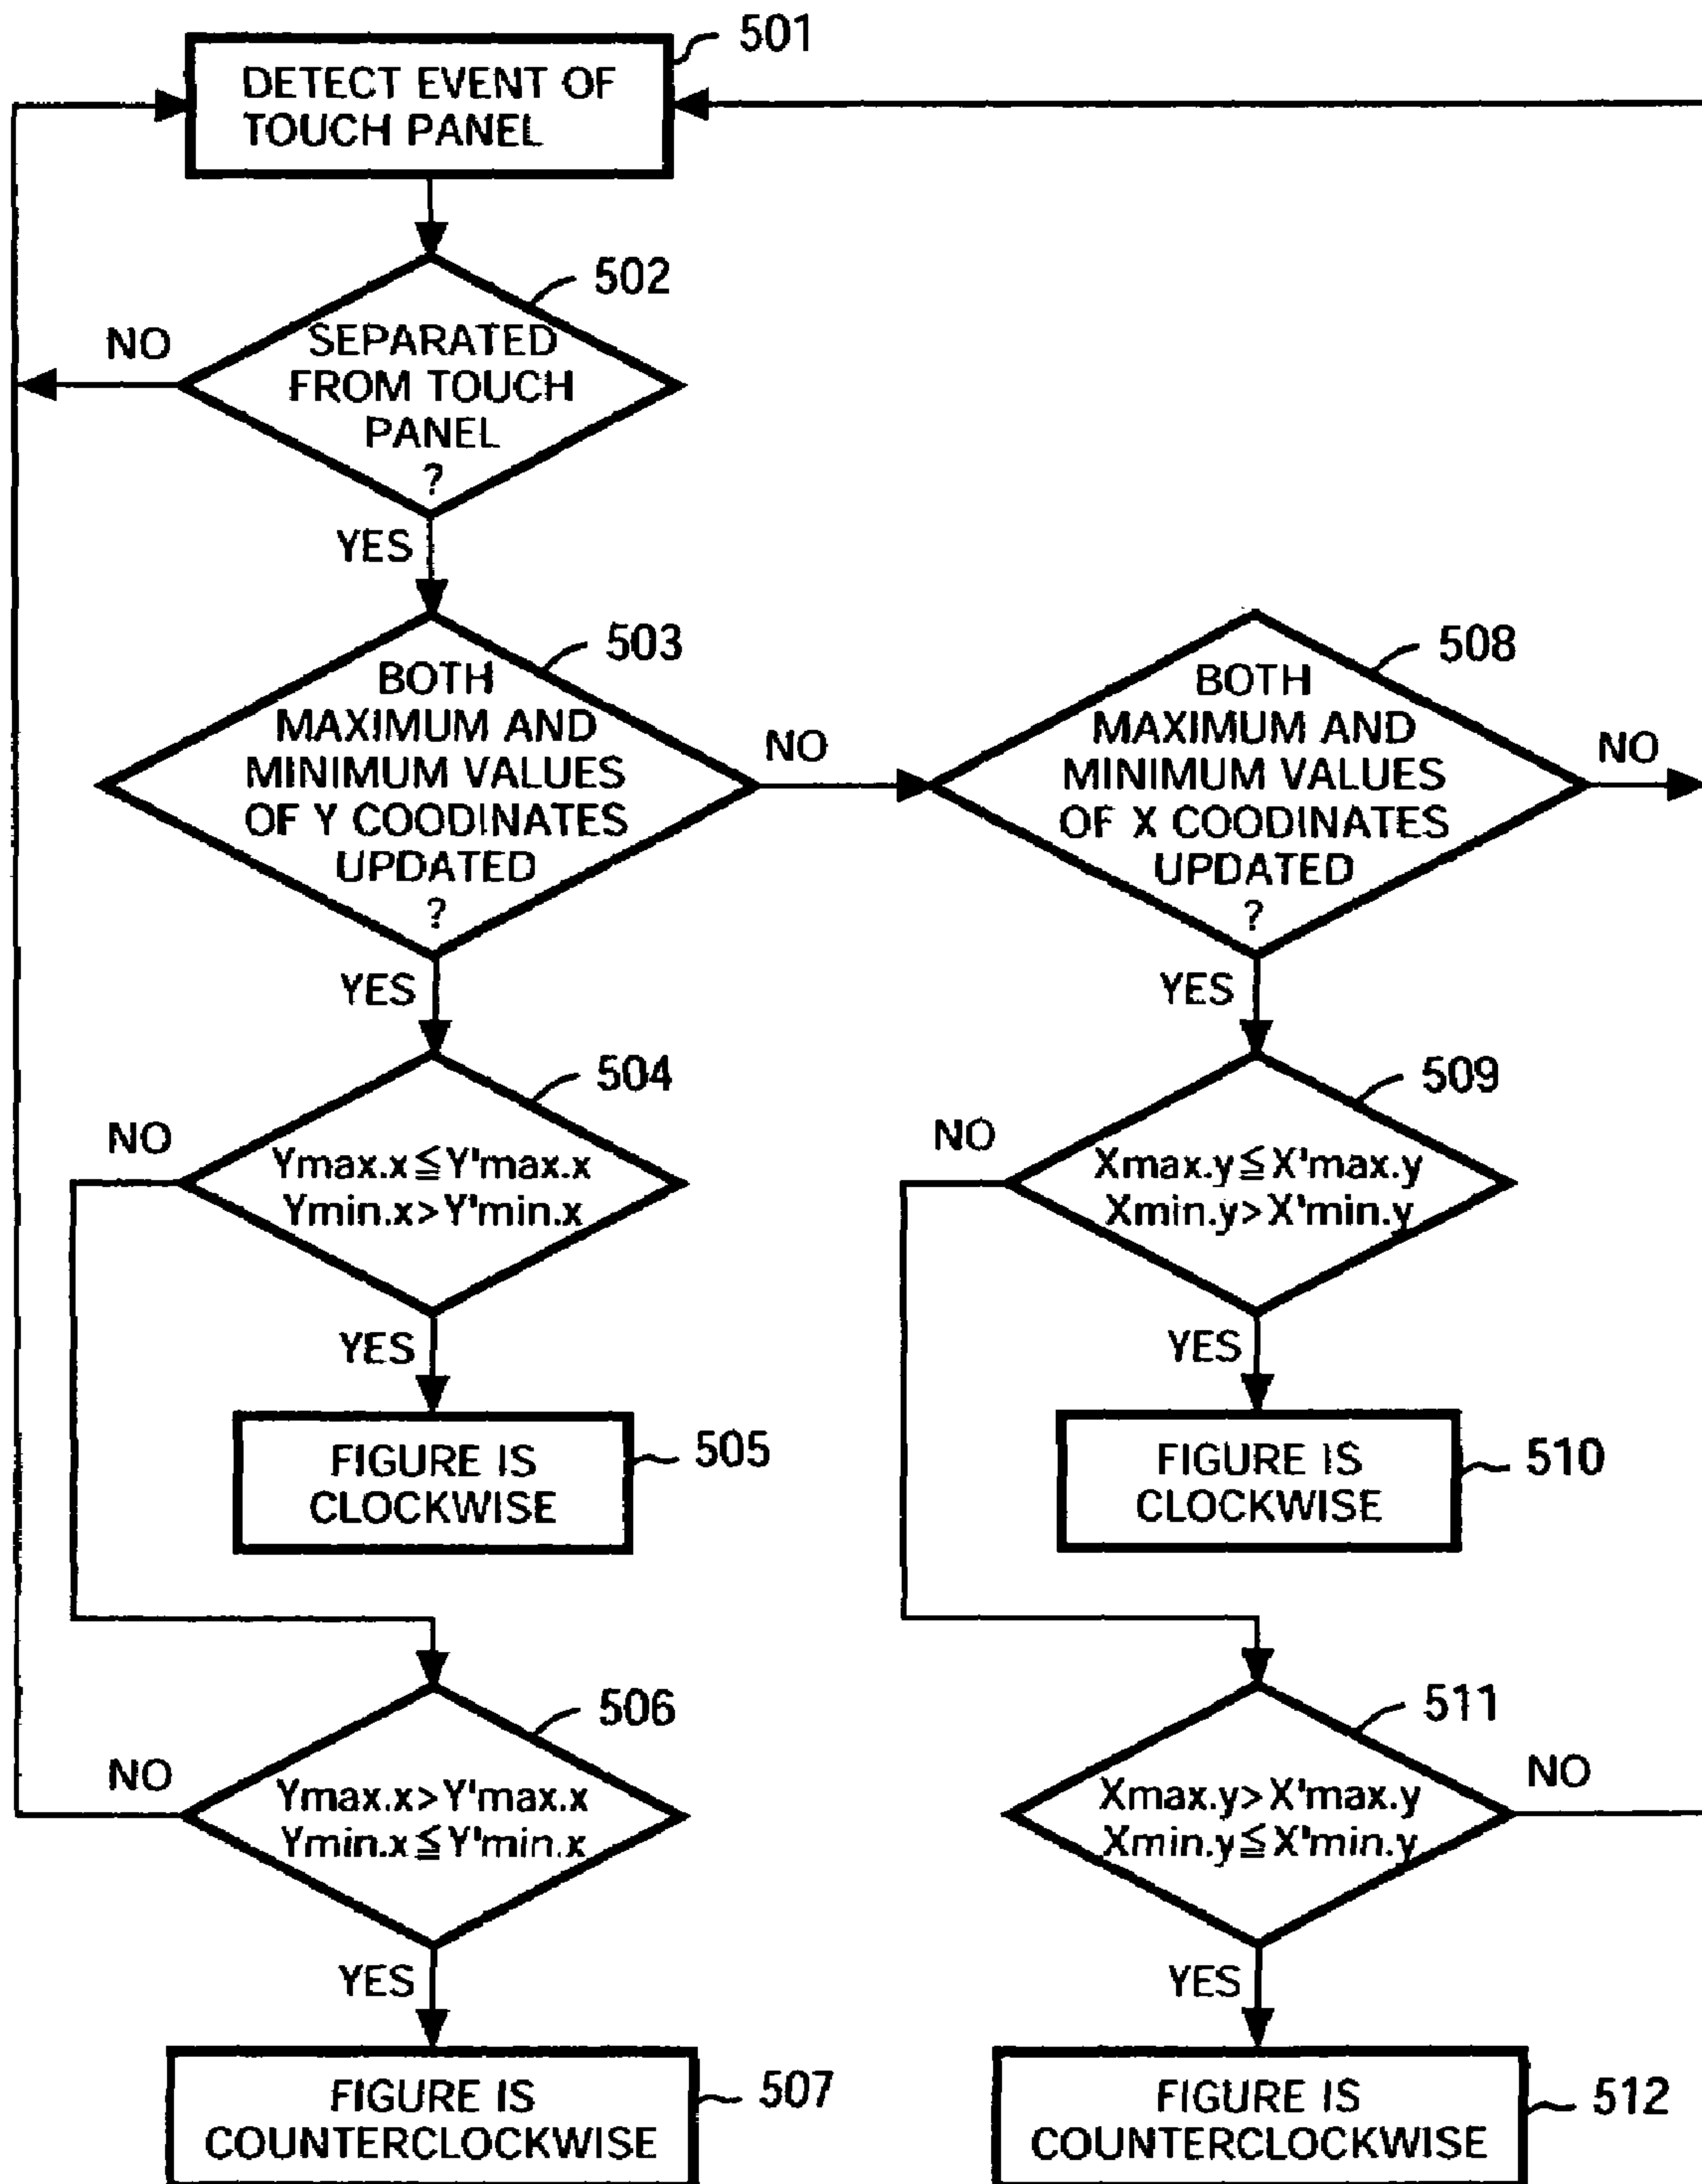 501
DETECT EVENT OF
TOUCH PANEL
502
NO
SEPARATED
FROM TOUCH
PANEL
?
YES
503
BOTH
MAXIMUM AND
MINIMUM VALUES
OF Y COODINATES
UPDATED
?
NO
508
BOTH
MAXIMUM AND
MINIMUM VALUES
OF X COODINATES
UPDATED
?
NO
YES
YES
504
NO
Ymax.x≦Y'max.x
Ymin.x>Y'min.x
509
NO
Xmax.y≦X'max.y
Xmin.y>X'min.y
YES
YES
FIGURE IS
CLOCKWISE
505
FIGURE IS
CLOCKWISE
510
506
NO
Ymax.x>Y'max.x
Ymin.x≦Y'min.x
511
NO
Xmax.y>X'max.y
Xmin.y≦X'min.y
YES
YES
FIGURE IS
COUNTERCLOCKWISE
507
FIGURE IS
COUNTERCLOCKWISE
512